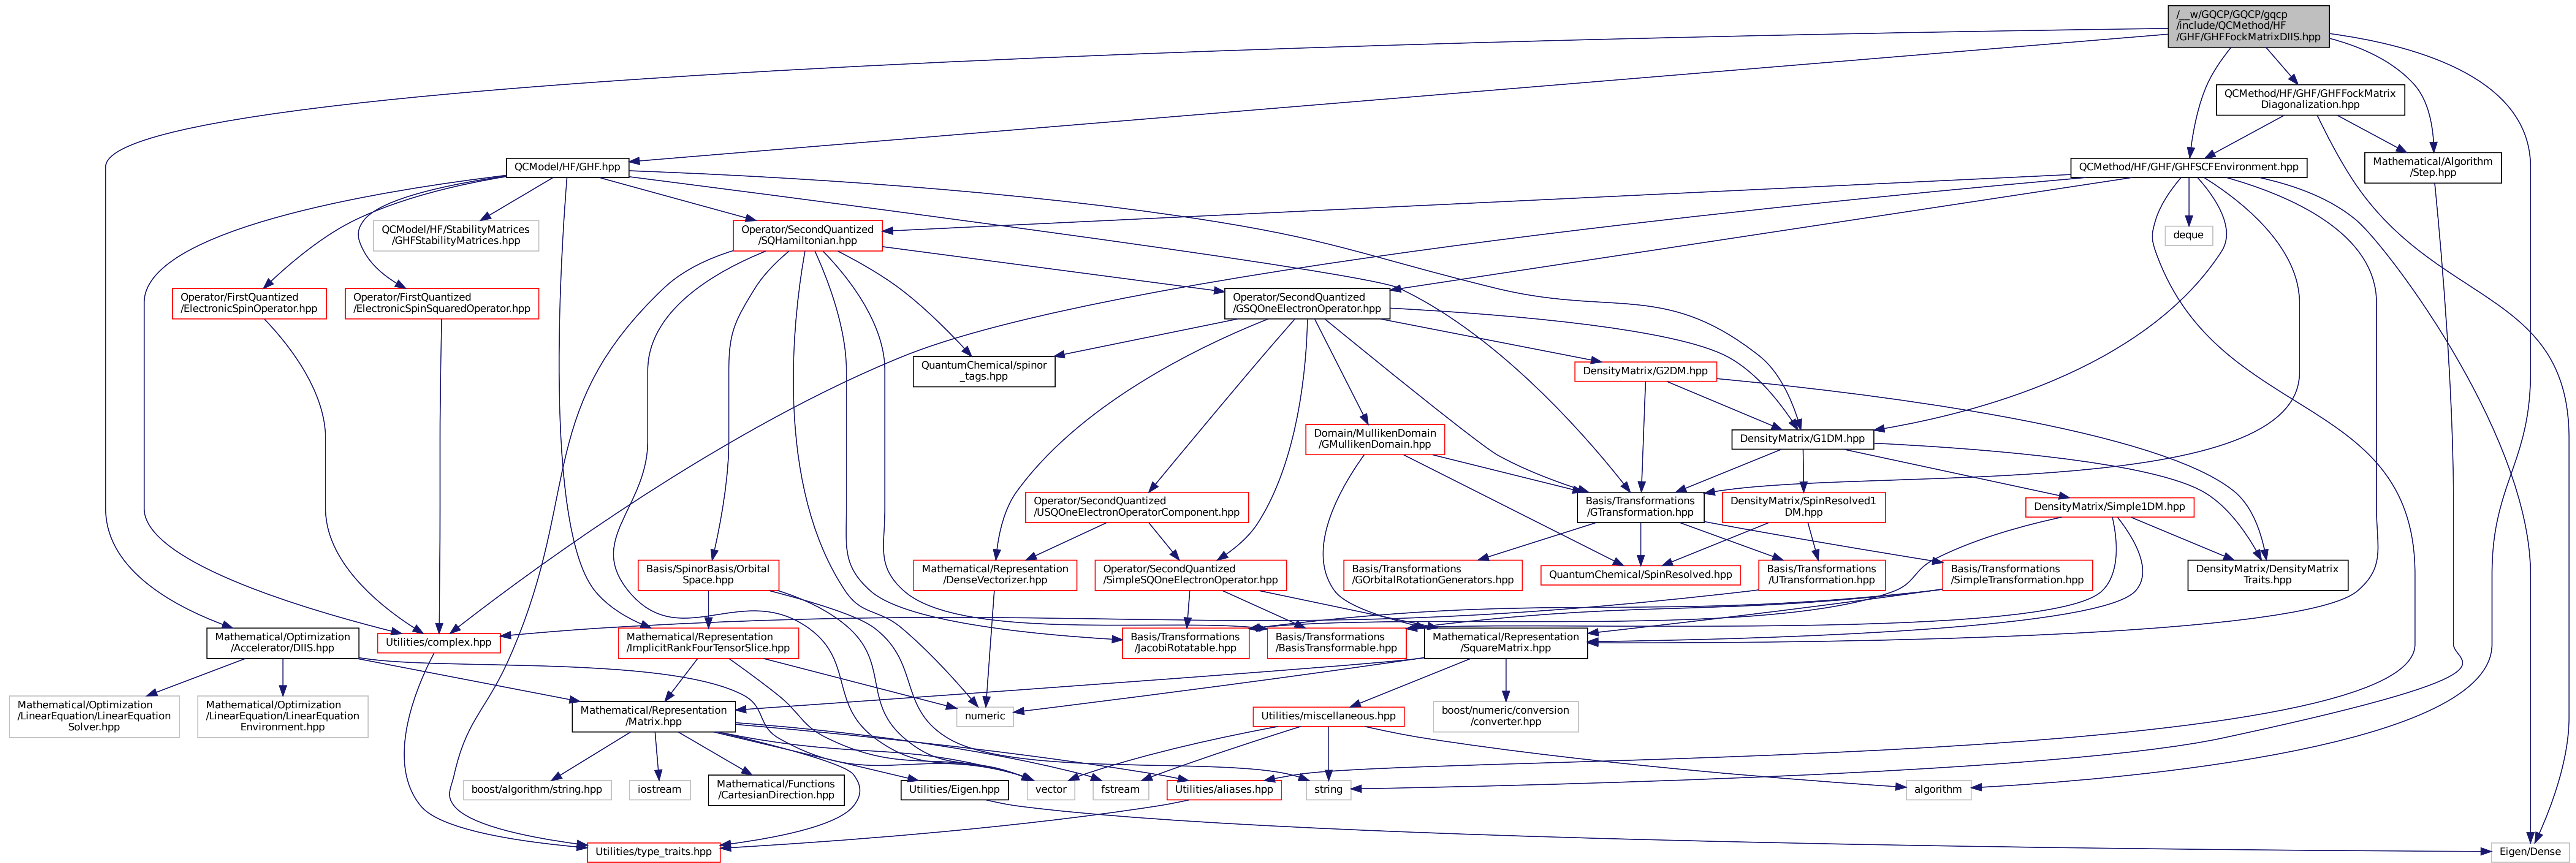 /__w/GQCP/GQCP/gqcp
/include/QCMethod/HF
/GHF/GHFFockMatrixDIIS.hpp
QCMethod/HF/GHF/GHFFockMatrix
Diagonalization.hpp
QCModel/HF/GHF.hpp
QCMethod/HF/GHF/GHFSCFEnvironment.hpp
Mathematical/Algorithm
/Step.hpp
QCModel/HF/StabilityMatrices
/GHFStabilityMatrices.hpp
Operator/SecondQuantized
/SQHamiltonian.hpp
deque
Operator/FirstQuantized
/ElectronicSpinOperator.hpp
Operator/FirstQuantized
/ElectronicSpinSquaredOperator.hpp
Operator/SecondQuantized
/GSQOneElectronOperator.hpp
QuantumChemical/spinor
_tags.hpp
DensityMatrix/G2DM.hpp
Domain/MullikenDomain
/GMullikenDomain.hpp
DensityMatrix/G1DM.hpp
Operator/SecondQuantized
/USQOneElectronOperatorComponent.hpp
Basis/Transformations
/GTransformation.hpp
DensityMatrix/SpinResolved1
DM.hpp
DensityMatrix/Simple1DM.hpp
Basis/SpinorBasis/Orbital
Space.hpp
Mathematical/Representation
/DenseVectorizer.hpp
Operator/SecondQuantized
/SimpleSQOneElectronOperator.hpp
Basis/Transformations
/GOrbitalRotationGenerators.hpp
QuantumChemical/SpinResolved.hpp
Basis/Transformations
/UTransformation.hpp
Basis/Transformations
/SimpleTransformation.hpp
DensityMatrix/DensityMatrix
Traits.hpp
Mathematical/Optimization
/Accelerator/DIIS.hpp
Utilities/complex.hpp
Mathematical/Representation
/ImplicitRankFourTensorSlice.hpp
Basis/Transformations
/JacobiRotatable.hpp
Basis/Transformations
/BasisTransformable.hpp
Mathematical/Representation
/SquareMatrix.hpp
Mathematical/Optimization
/LinearEquation/LinearEquation
Solver.hpp
Mathematical/Optimization
/LinearEquation/LinearEquation
Environment.hpp
Mathematical/Representation
/Matrix.hpp
numeric
Utilities/miscellaneous.hpp
boost/numeric/conversion
/converter.hpp
boost/algorithm/string.hpp
iostream
Mathematical/Functions
/CartesianDirection.hpp
Utilities/Eigen.hpp
vector
fstream
Utilities/aliases.hpp
string
algorithm
Utilities/type_traits.hpp
Eigen/Dense